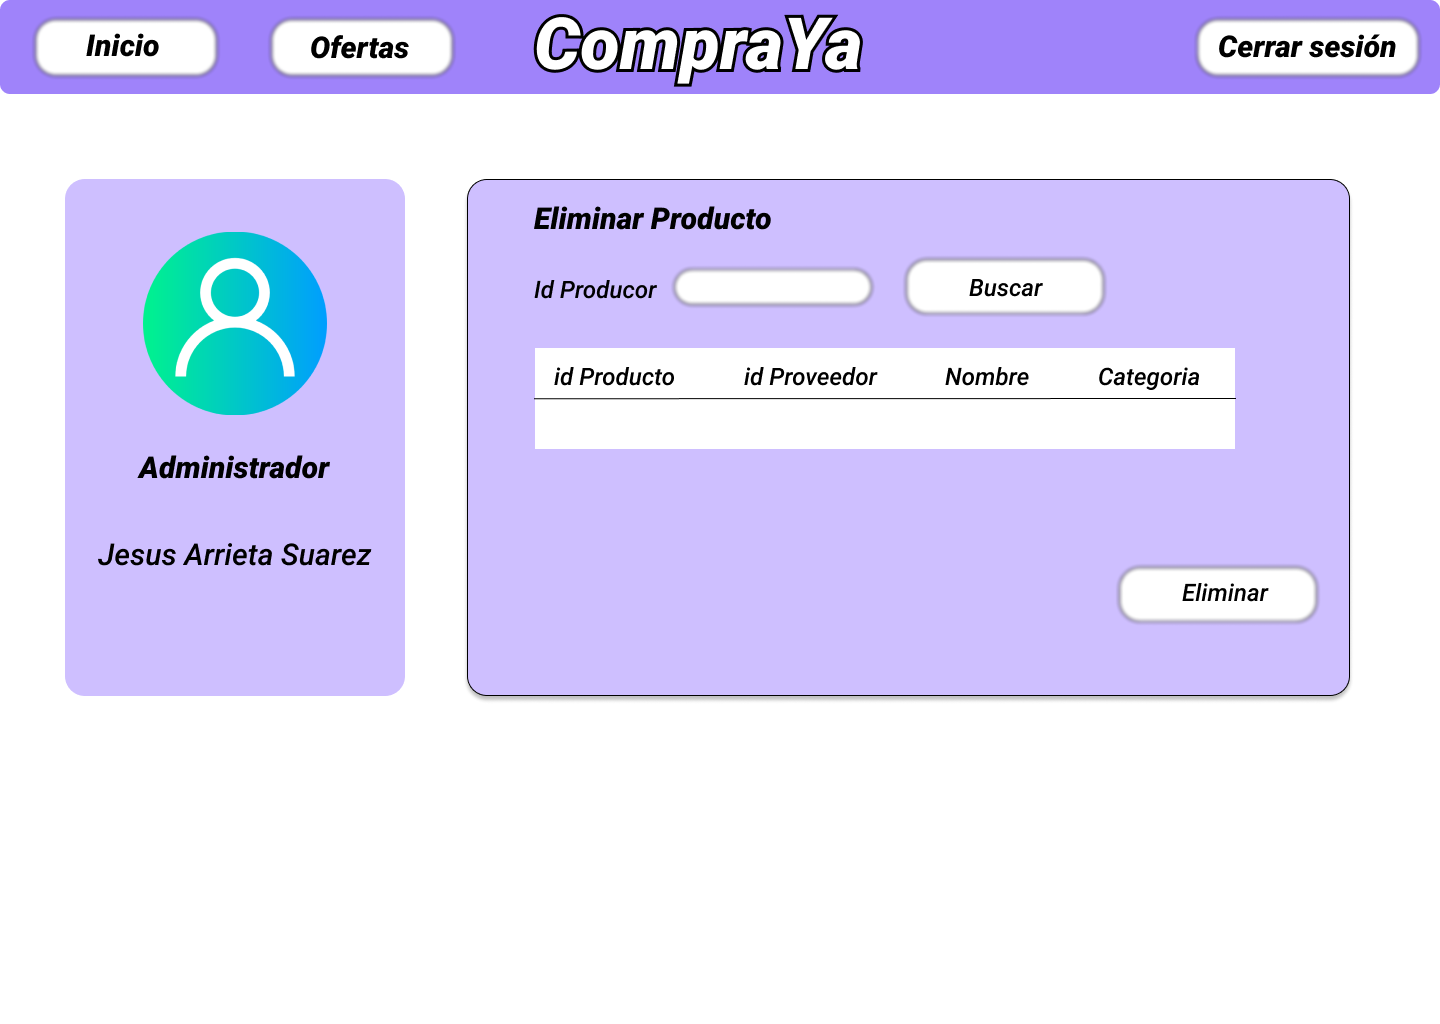 Inicio
Ofertas
CompraYa
Cerrar sesión
Administrador
Jesus Arrieta Suarez
Eliminar Producto
Id Producor
Buscar
id Producto id Proveedor Nombre Categoria
Eliminar